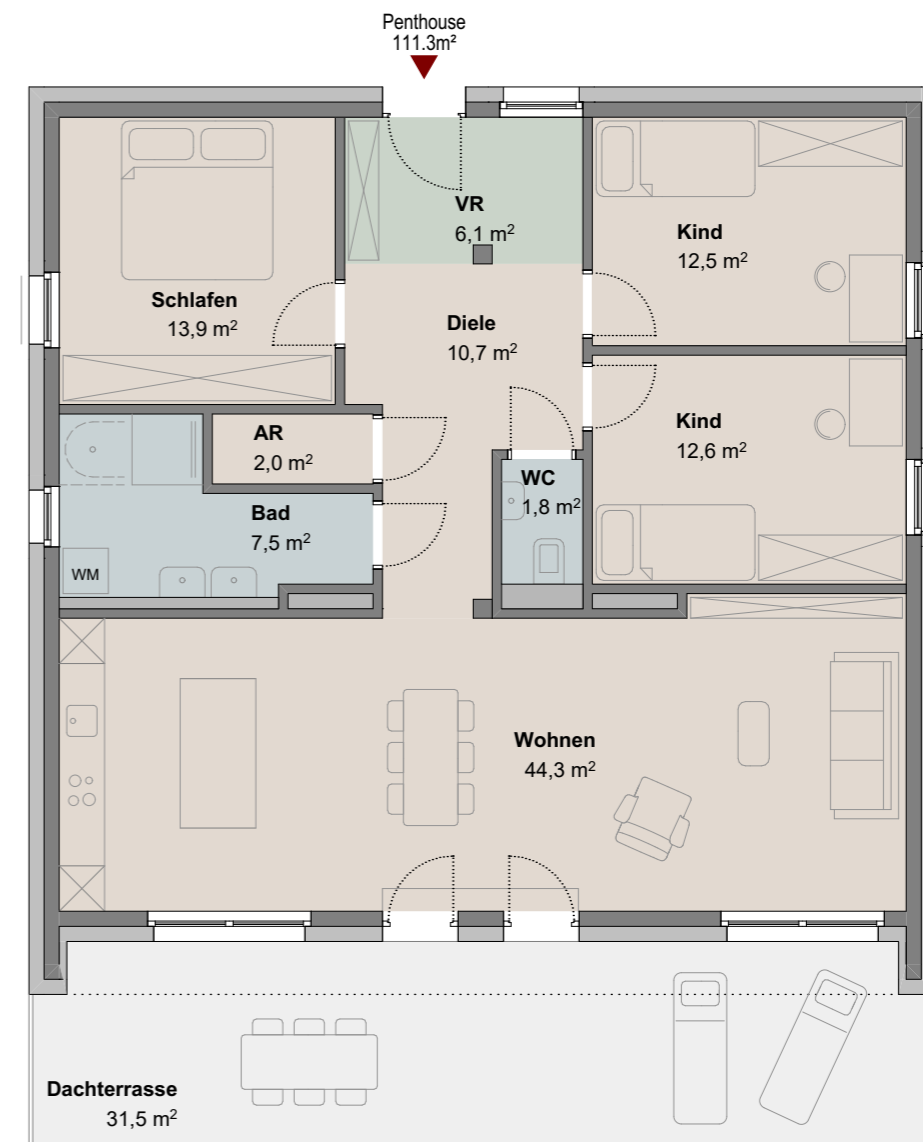 Penthouse
111.3m²
VR
6,1 m²
Kind
12,5 m²
Schlafen
13,9 m²
Diele
10,7 m²
Kind
12,6 m²
AR
2,0 m²
WC
1,8 m²
Bad
7,5 m²
WM
Wohnen
44,3 m²
Dachterrasse
31,5 m²